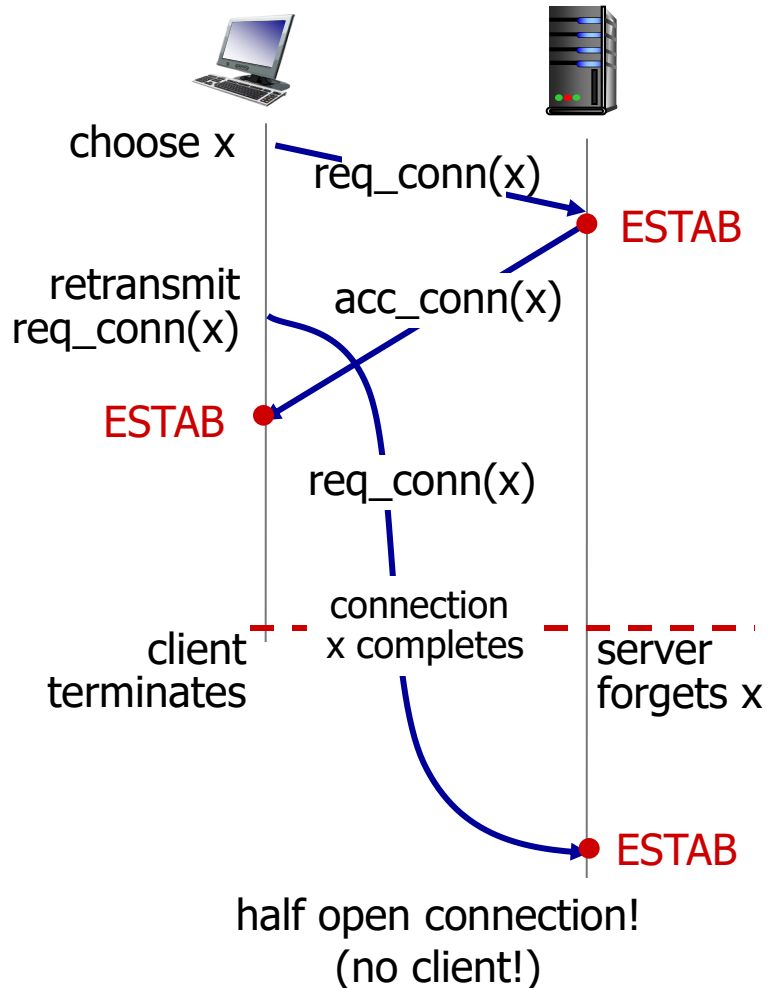 choose x
req_conn(x)
ESTAB
retransmit
req_conn(x)
acc_conn(x)
ESTAB
req_conn(x)
connection
x completes
client
terminates
server
forgets x
ESTAB
half open connection!
(no client!)